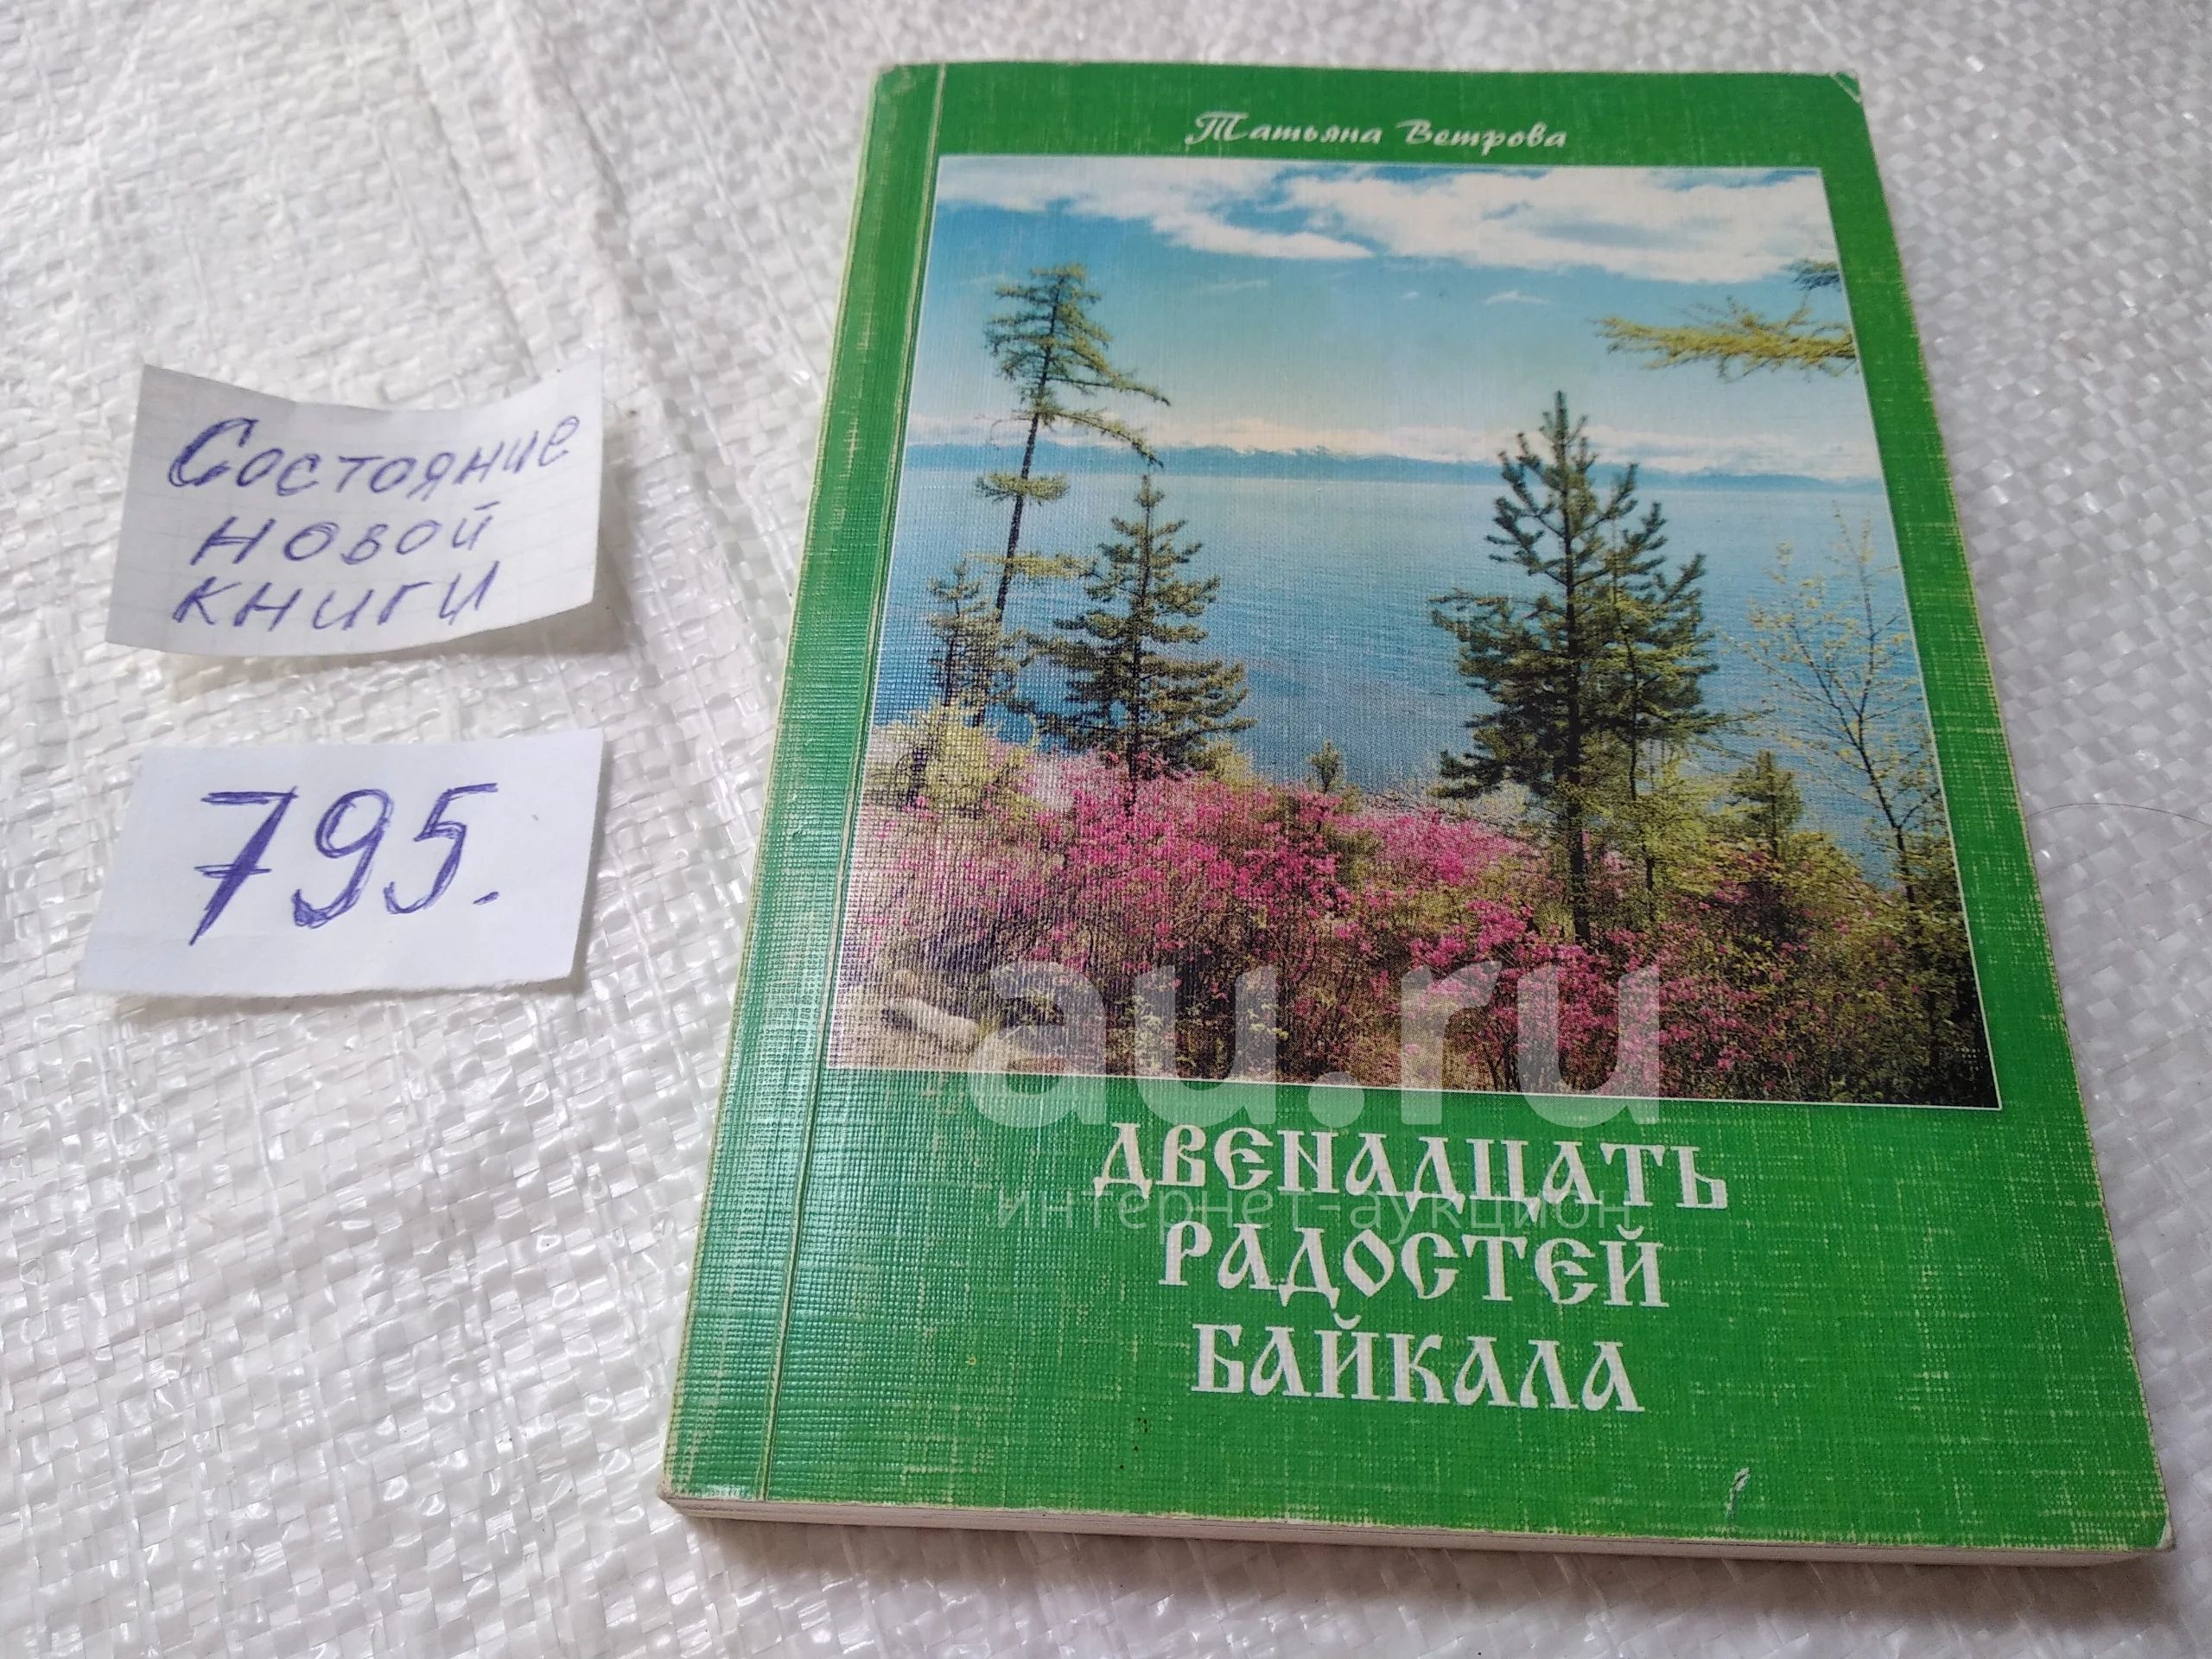 Татьяна Ветрова
Состояние
новой
книги
795.
au.ru
ДВЕНАДЦАТЬ
интернет-аукцион
РАДОСТЕЙ
БАЙКАЛА